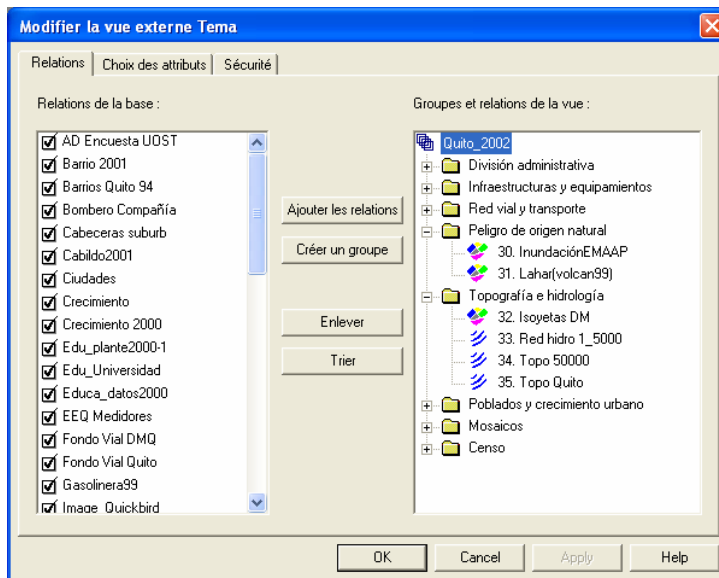 Modifier la vue externe Tema
Relations
Choix des attributs
Sécurité
Relations de la base :
AD Encuesta UOST
Barrio 2001
Barrios Quito 94
Bombero Compañía
Cabeceras suburb
Cabildo2001
Ciudades
Crecimiento
Crecimiento 2000
Edu_plante2000-1
Edu_Universidad
Educa_datos2000
EEQ Medidores
Fondo Vial DMQ
Fondo Vial Quito
Gasolinera99
Image_Quickbird
Ajouter les relations
Créer un groupe
Enlever
Trier
Groupes et relations de la vue :
Quito_2002
División administrativa
Infraestructuras y equipamientos
Red vial y transporte
Peligro de origen natural
30. InundaciónEMAAP
31. Lahar(volcan99)
Topografía e hidrología
32. Isoyetas DM
33. Red hidro 1_5000
34. Topo 50000
35. Topo Quito
Poblados y crecimiento urbano
Mosaicos
Censo
OK
Cancel
Apply
Help